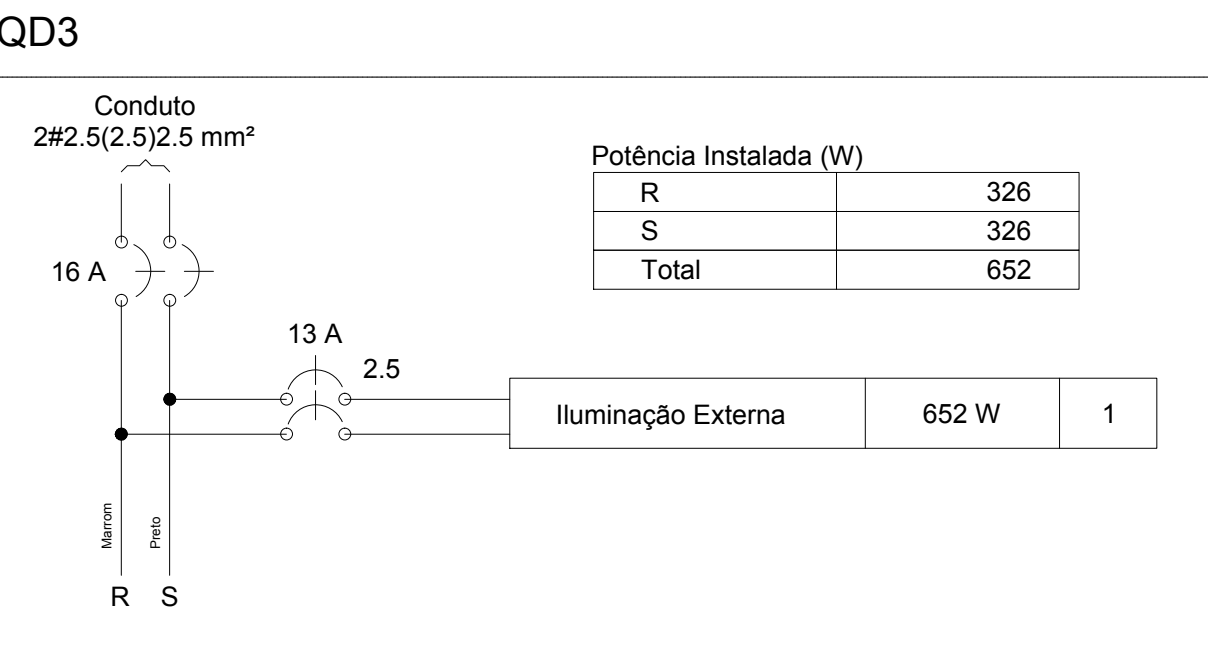 QD3
Conduto
2#2.5(2.5)2.5 mm²
Potência Instalada (W)
R 326
S 326
Total 652
16 A
13 A
2.5
Iluminação Externa 652 W 1
Marrom
Preto
R S